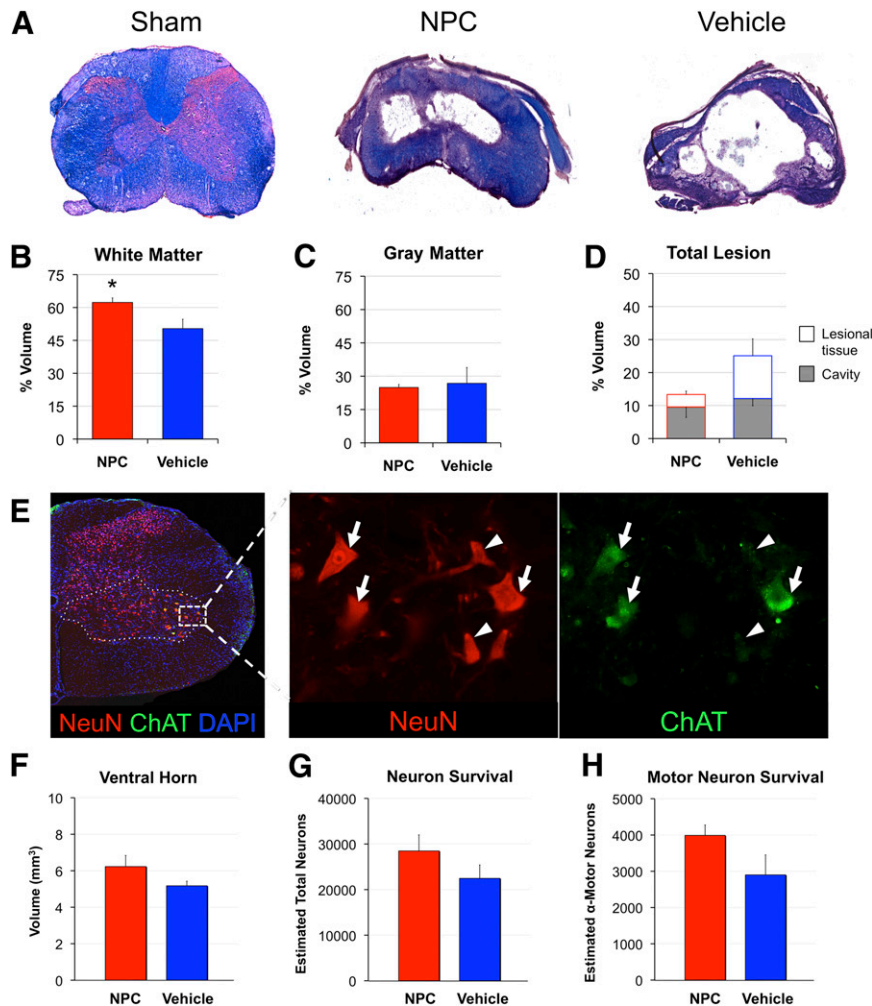 A
Sham
NPC
Vehicle
B
White Matter
% Volume
75
60
45
30
15
0
*
NPC
Vehicle
C
Gray Matter
% Volume
75
60
45
30
15
0
NPC
Vehicle
D
Total Lesion
% Volume
50
40
30
20
10
0
NPC
Vehicle
Lesional
tissue
Cavity
E
NeuN ChAT DAPI
NeuN
ChAT
F
Ventral Horn
Volume (mm³)
10
8
6
4
2
0
NPC
Vehicle
G
Neuron Survival
Estimated Total Neurons
40000
30000
20000
10000
0
NPC
Vehicle
H
Motor Neuron Survival
Estimated α-Motor Neurons
5000
4000
3000
2000
1000
0
NPC
Vehicle